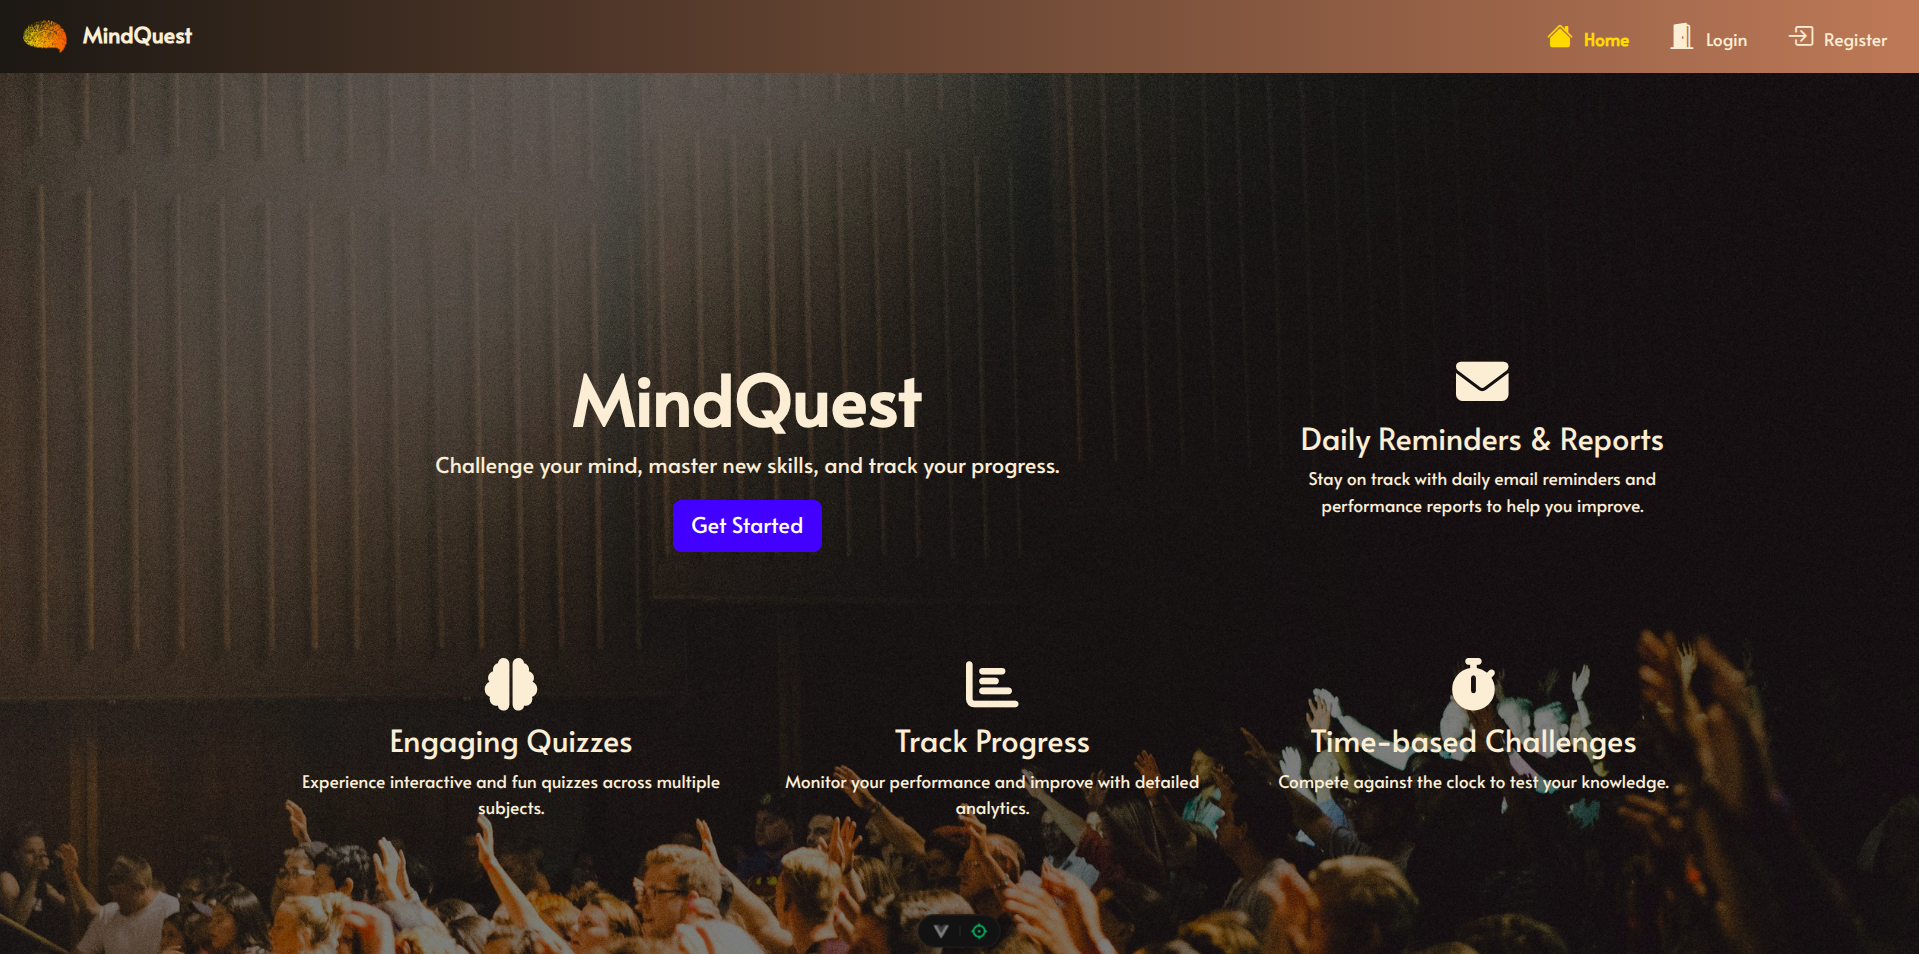 MindQuest
Home
Login
Register
MindQuest
Challenge your mind, master new skills, and track your progress.
Get Started
Daily Reminders & Reports
Stay on track with daily email reminders and
performance reports to help you improve.
Engaging Quizzes
Experience interactive and fun quizzes across multiple
subjects.
Track Progress
Monitor your performance and improve with detailed
analytics.
Time-based Challenges
Compete against the clock to test your knowledge.